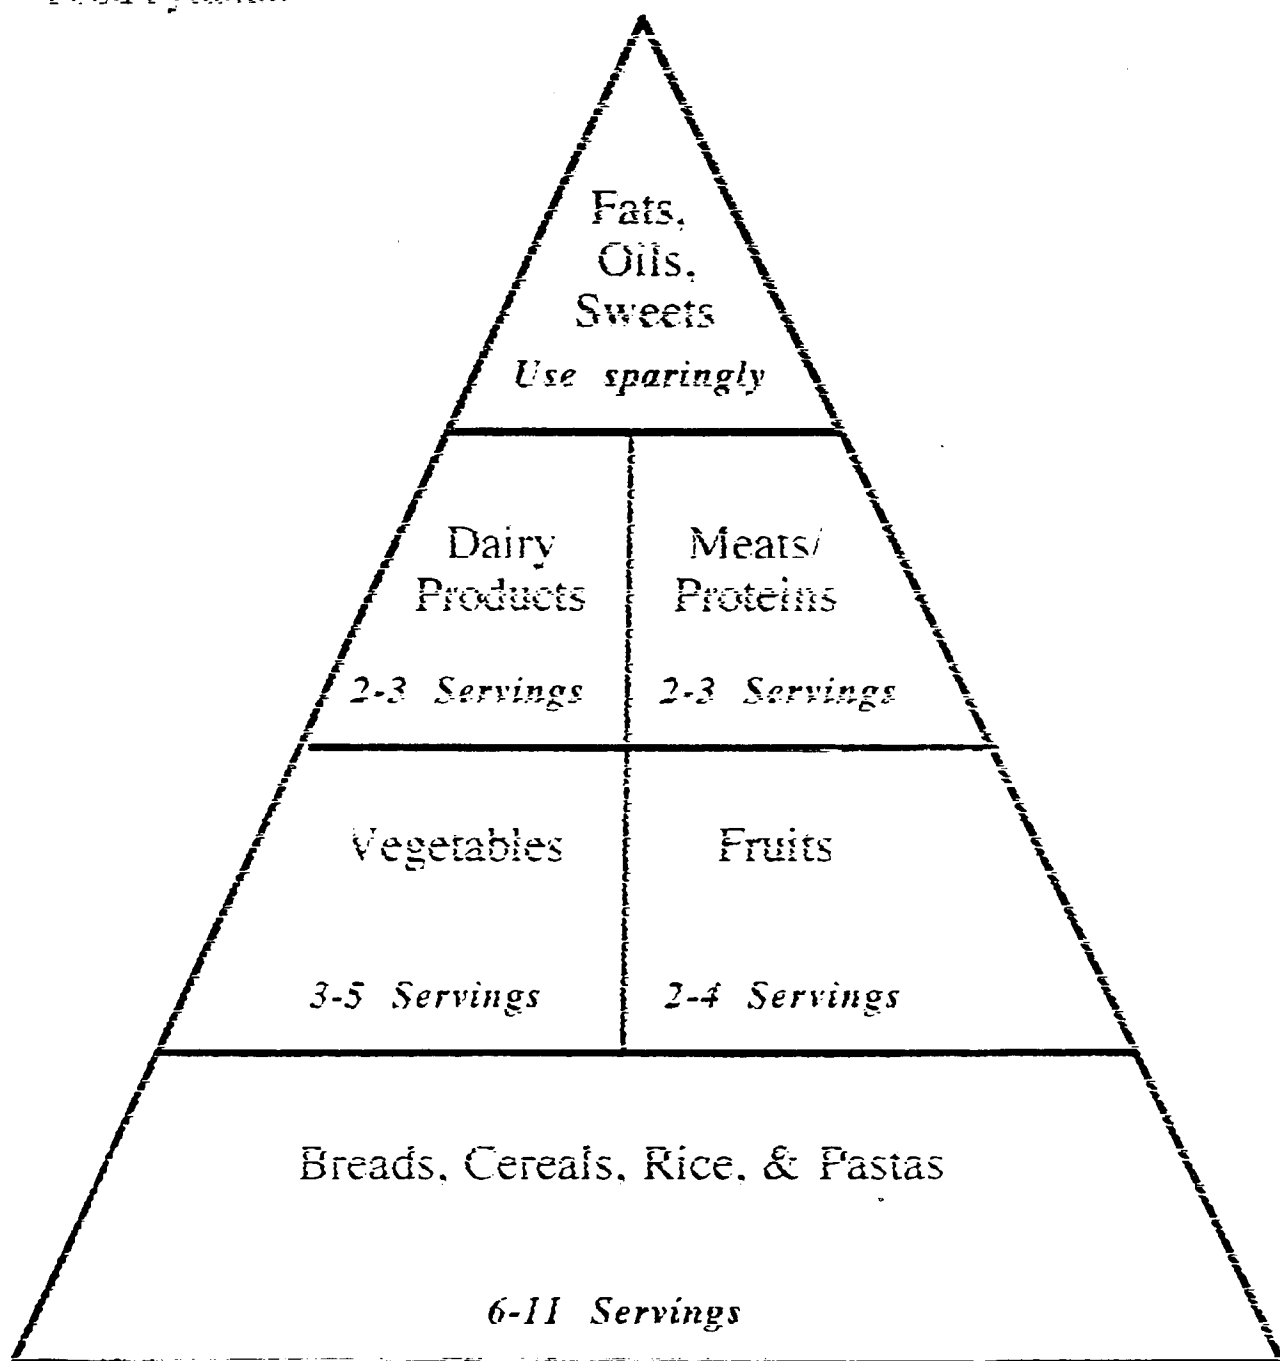 Fats,
Oils,
Sweets
Use sparingly
Dairy
Products
2-3 Servings
Meats/
Proteins
2-3 Servings
Vegetables
3-5 Servings
Fruits
2-4 Servings
Breads, Cereals, Rice, & Pastas
6-11 Servings